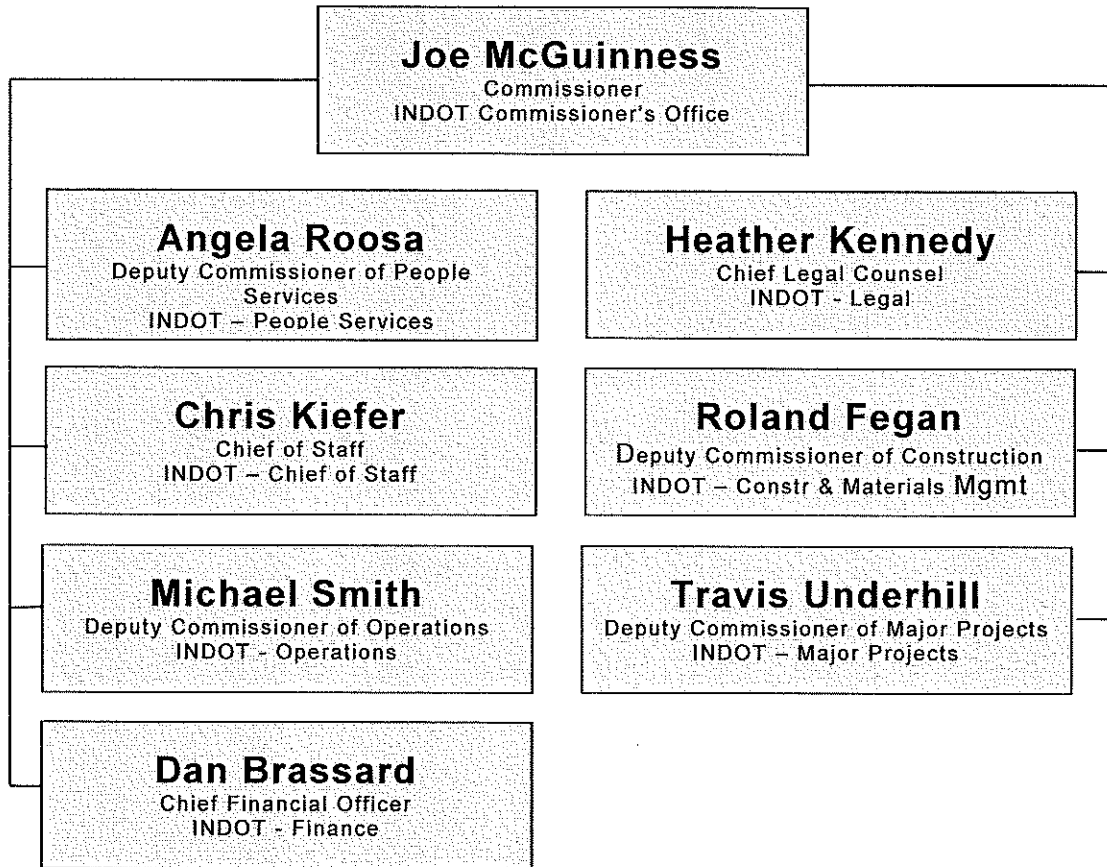 Joe McGuinness
Commissioner
INDOT Commissioner's Office
Angela Roosa
Deputy Commissioner of People
Services
INDOT – People Services
Heather Kennedy
Chief Legal Counsel
INDOT - Legal
Chris Kiefer
Chief of Staff
INDOT – Chief of Staff
Roland Fegan
Deputy Commissioner of Construction
INDOT – Constr & Materials Mgmt
Michael Smith
Deputy Commissioner of Operations
INDOT - Operations
Travis Underhill
Deputy Commissioner of Major Projects
INDOT – Major Projects
Dan Brassard
Chief Financial Officer
INDOT - Finance